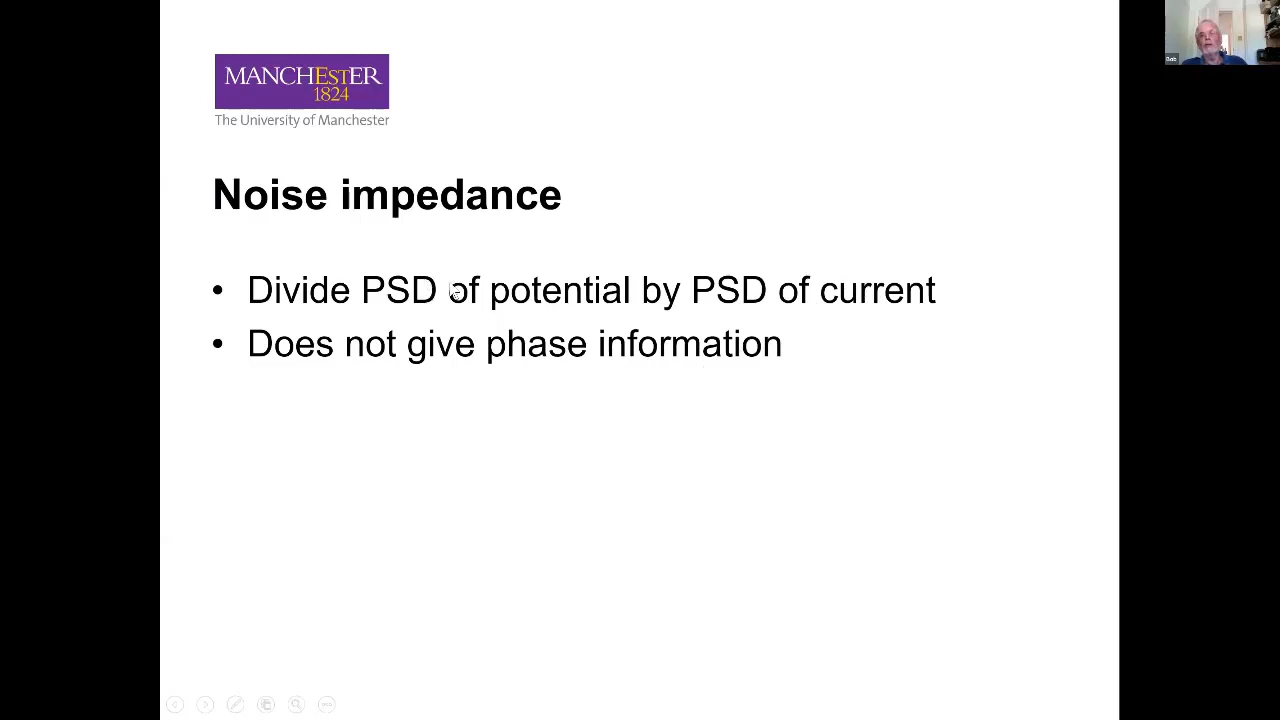 MANCHESTER
1824
The University of Manchester
Bob
Noise impedance
• Divide PSD of potential by PSD of current
• Does not give phase information